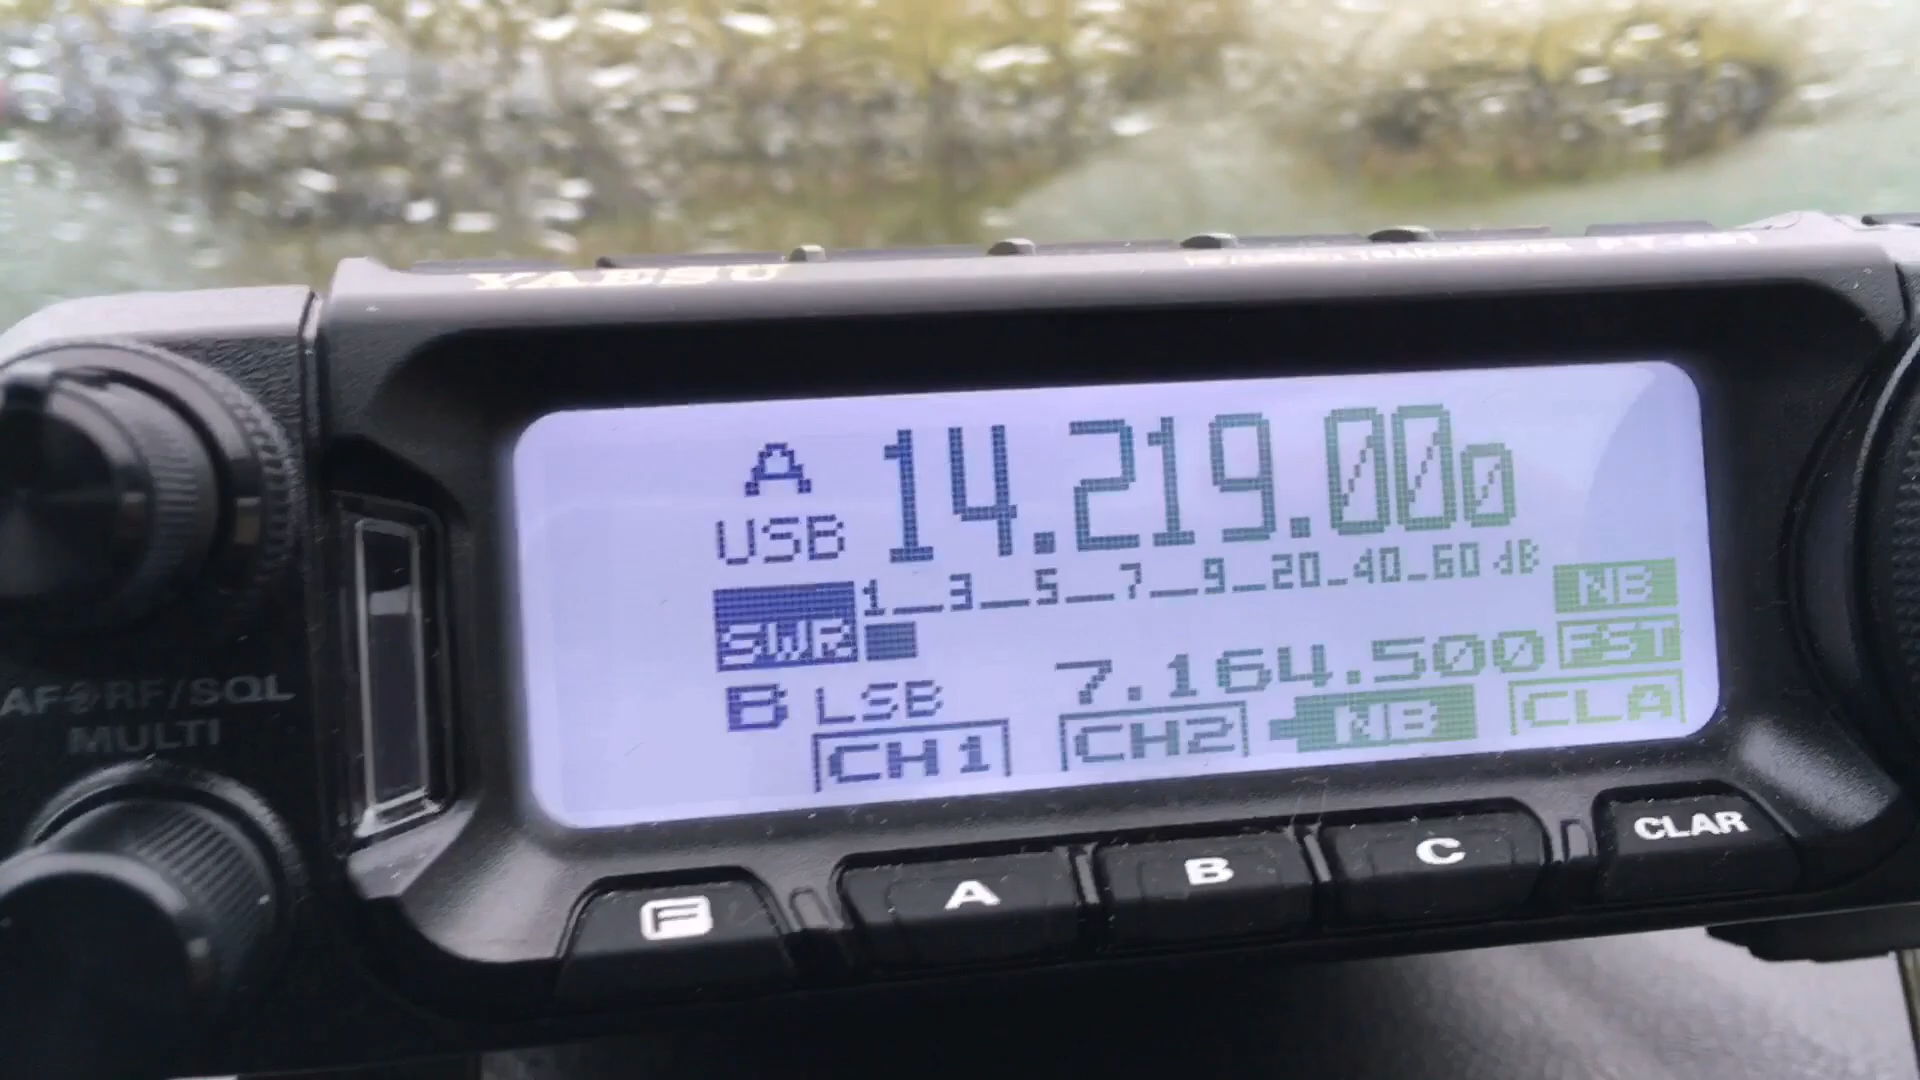 YAESU
A 14.219.000
USB
1__3__5__7__9_20_40_60 dB
NB
SWR
FST
B LSB 7.164.500
CH1 CH2 NB CLA
AF RF/SQL
MULTI
F A B C CLAR